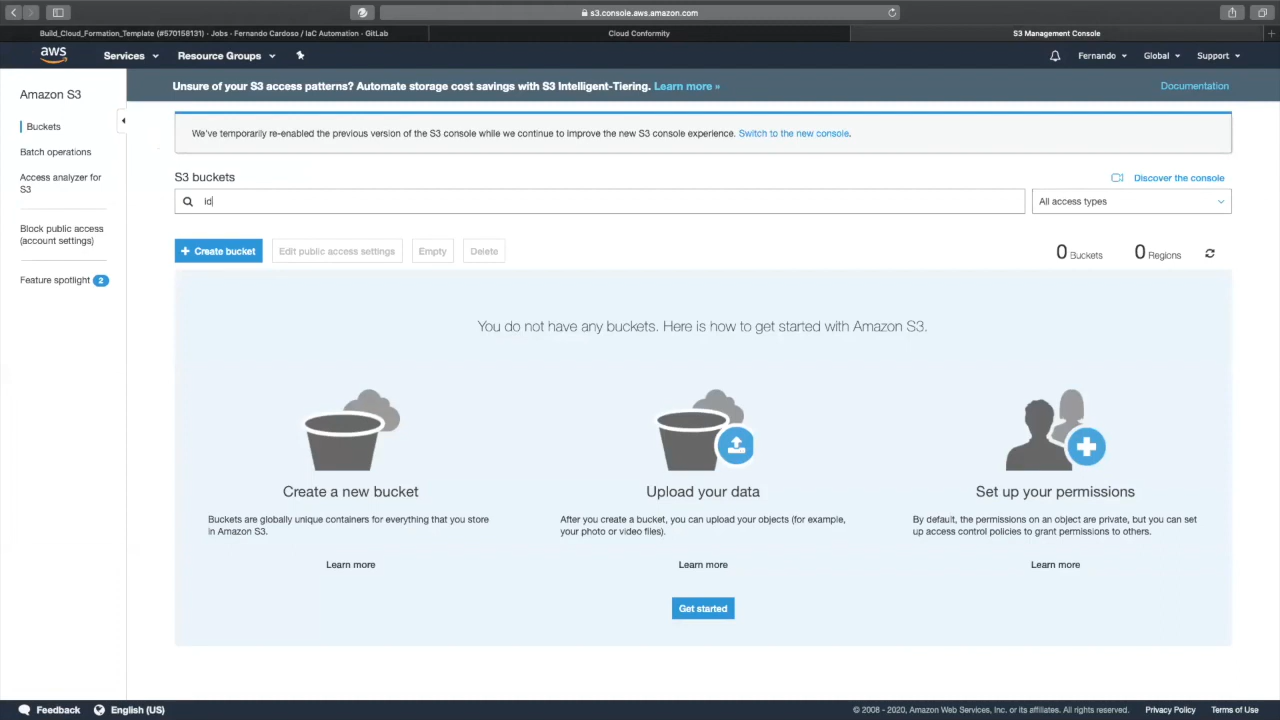 s3.console.aws.amazon.com
Build_Cloud_Formation_Template (#570158131) · Jobs · Fernando Cardoso / IaC Automation · GitLab
Cloud Conformity
S3 Management Console
aws
Services
Resource Groups
Fernando
Global
Support
Amazon S3
Buckets
Batch operations
Access analyzer for
S3
Block public access
(account settings)
Feature spotlight 2
Unsure of your S3 access patterns? Automate storage cost savings with S3 Intelligent-Tiering. Learn more »
Documentation
We've temporarily re-enabled the previous version of the S3 console while we continue to improve the new S3 console experience. Switch to the new console.
S3 buckets
Discover the console
id
All access types
+ Create bucket
Edit public access settings
Empty
Delete
0 Buckets
0 Regions
You do not have any buckets. Here is how to get started with Amazon S3.
Create a new bucket
Buckets are globally unique containers for everything that you store
in Amazon S3.
Learn more
Upload your data
After you create a bucket, you can upload your objects (for example,
your photo or video files).
Learn more
Set up your permissions
By default, the permissions on an object are private, but you can set
up access control policies to grant permissions to others.
Learn more
Get started
Feedback
English (US)
© 2008 - 2020, Amazon Web Services, Inc. or its affiliates. All rights reserved.
Privacy Policy
Terms of Use